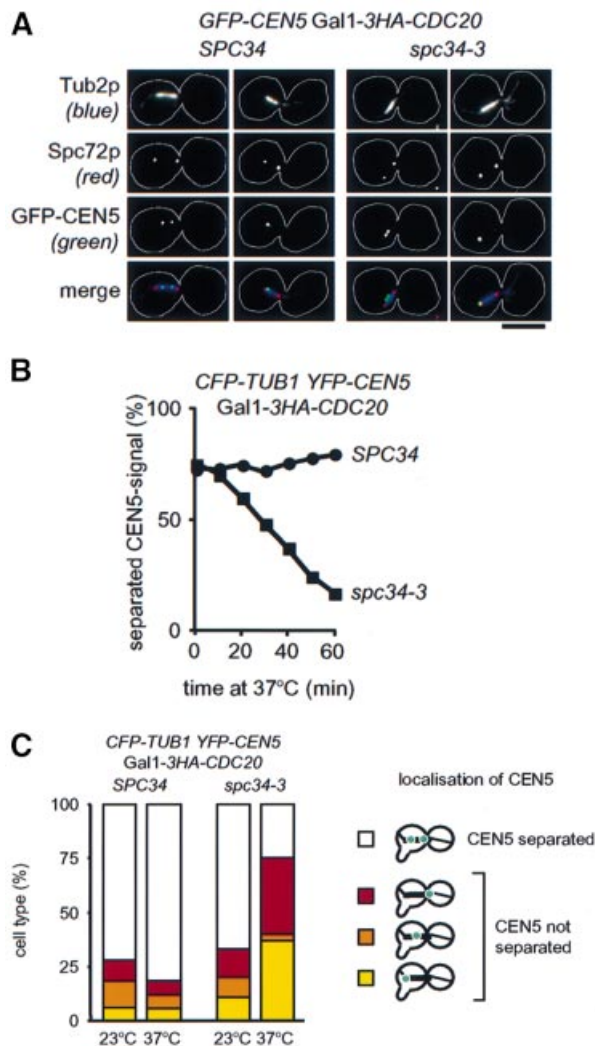 A
GFP-CEN5 Gal1-3HA-CDC20
SPC34 spc34-3
Tub2p
(blue)
Spc72p
(red)
GFP-CEN5
(green)
merge
B
CFP-TUB1 YFP-CEN5
Gal1-3HA-CDC20
separated CEN5-signal (%)
100
50
0
SPC34
spc34-3
0 20 40 60
time at 37°C (min)
C
CFP-TUB1 YFP-CEN5
Gal1-3HA-CDC20
SPC34 spc34-3
cell type (%)
100
75
50
25
0
23°C 37°C 23°C 37°C
localisation of CEN5
CEN5 separated
CEN5 not
separated